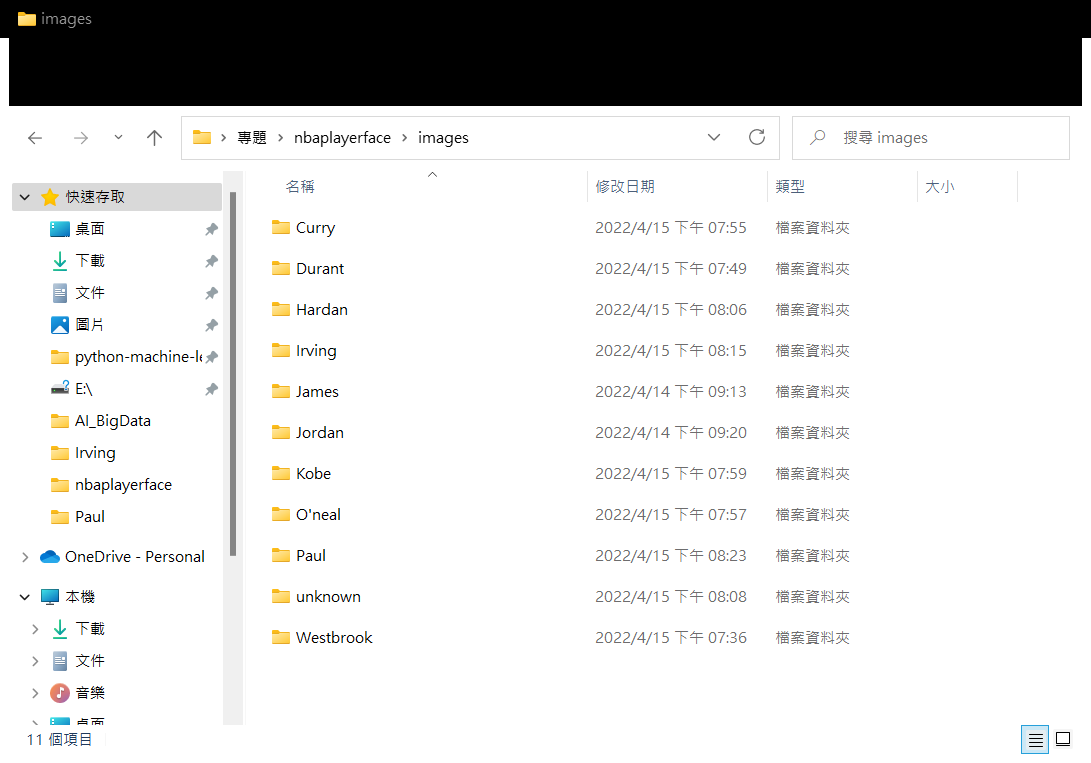 images
專題 nbaplayerface images
搜尋 images
名稱 修改日期 類型 大小
快速存取
桌面
下載
文件
圖片
python-machine-le
E:\
AI_BigData
Irving
nbaplayerface
Paul
OneDrive - Personal
本機
下載
文件
音樂
桌面
Curry 2022/4/15 下午 07:55 檔案資料夾
Durant 2022/4/15 下午 07:49 檔案資料夾
Hardan 2022/4/15 下午 08:06 檔案資料夾
Irving 2022/4/15 下午 08:15 檔案資料夾
James 2022/4/14 下午 09:13 檔案資料夾
Jordan 2022/4/14 下午 09:20 檔案資料夾
Kobe 2022/4/15 下午 07:59 檔案資料夾
O'neal 2022/4/15 下午 07:57 檔案資料夾
Paul 2022/4/15 下午 08:23 檔案資料夾
unknown 2022/4/15 下午 08:08 檔案資料夾
Westbrook 2022/4/15 下午 07:36 檔案資料夾
11 個項目